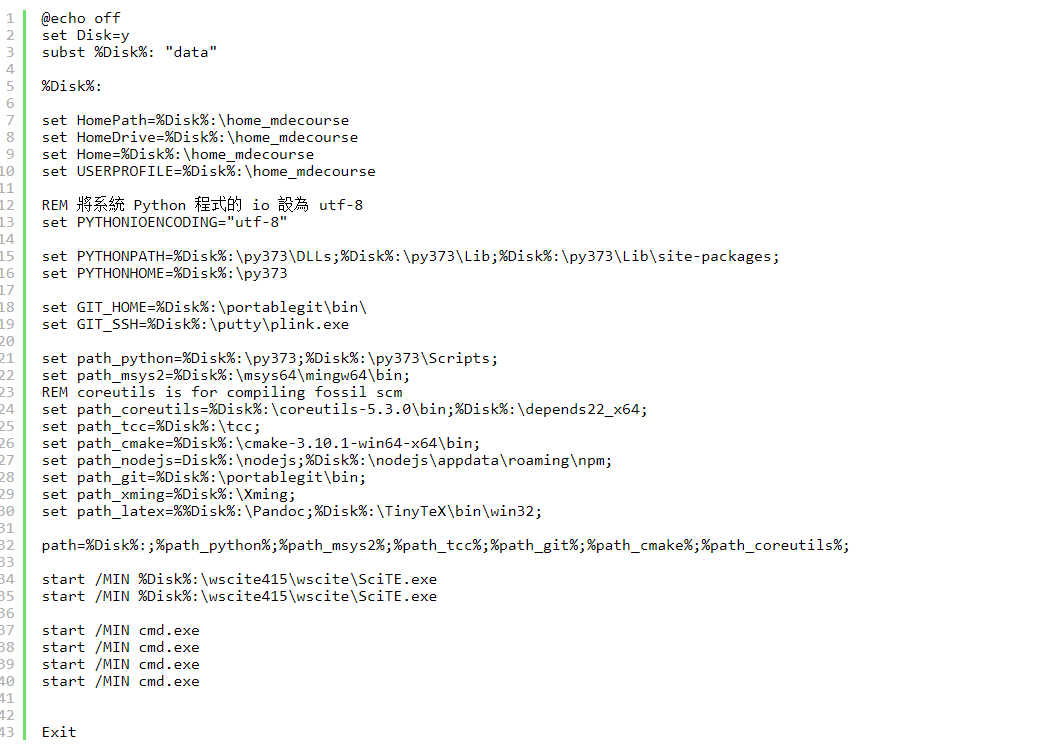 1 @echo off
2 set Disk=y
3 subst %Disk%: "data"
4
5 %Disk%:
6
7 set HomePath=%Disk%:\home_mdecourse
8 set HomeDrive=%Disk%:\home_mdecourse
9 set Home=%Disk%:\home_mdecourse
10 set USERPROFILE=%Disk%:\home_mdecourse
11
12 REM 將系統 Python 程式的 io 設為 utf-8
13 set PYTHONIOENCODING="utf-8"
14
15 set PYTHONPATH=%Disk%:\py373\DLLs;%Disk%:\py373\Lib;%Disk%:\py373\Lib\site-packages;
16 set PYTHONHOME=%Disk%:\py373
17
18 set GIT_HOME=%Disk%:\portablegit\bin\
19 set GIT_SSH=%Disk%:\putty\plink.exe
20
21 set path_python=%Disk%:\py373;%Disk%:\py373\Scripts;
22 set path_msys2=%Disk%:\msys64\mingw64\bin;
23 REM coreutils is for compiling fossil scm
24 set path_coreutils=%Disk%:\coreutils-5.3.0\bin;%Disk%:\depends22_x64;
25 set path_tcc=%Disk%:\tcc;
26 set path_cmake=%Disk%:\cmake-3.10.1-win64-x64\bin;
27 set path_nodejs=Disk%:\nodejs;%Disk%:\nodejs\appdata\roaming\npm;
28 set path_git=%Disk%:\portablegit\bin;
29 set path_xming=%Disk%:\Xming;
30 set path_latex=%%Disk%:\Pandoc;%Disk%:\TinyTeX\bin\win32;
31
32 path=%Disk%:;%path_python%;%path_msys2%;%path_tcc%;%path_git%;%path_cmake%;%path_coreutils%;
33
34 start /MIN %Disk%:\wscite415\wscite\SciTE.exe
35 start /MIN %Disk%:\wscite415\wscite\SciTE.exe
36
37 start /MIN cmd.exe
38 start /MIN cmd.exe
39 start /MIN cmd.exe
40 start /MIN cmd.exe
41
42
43 Exit